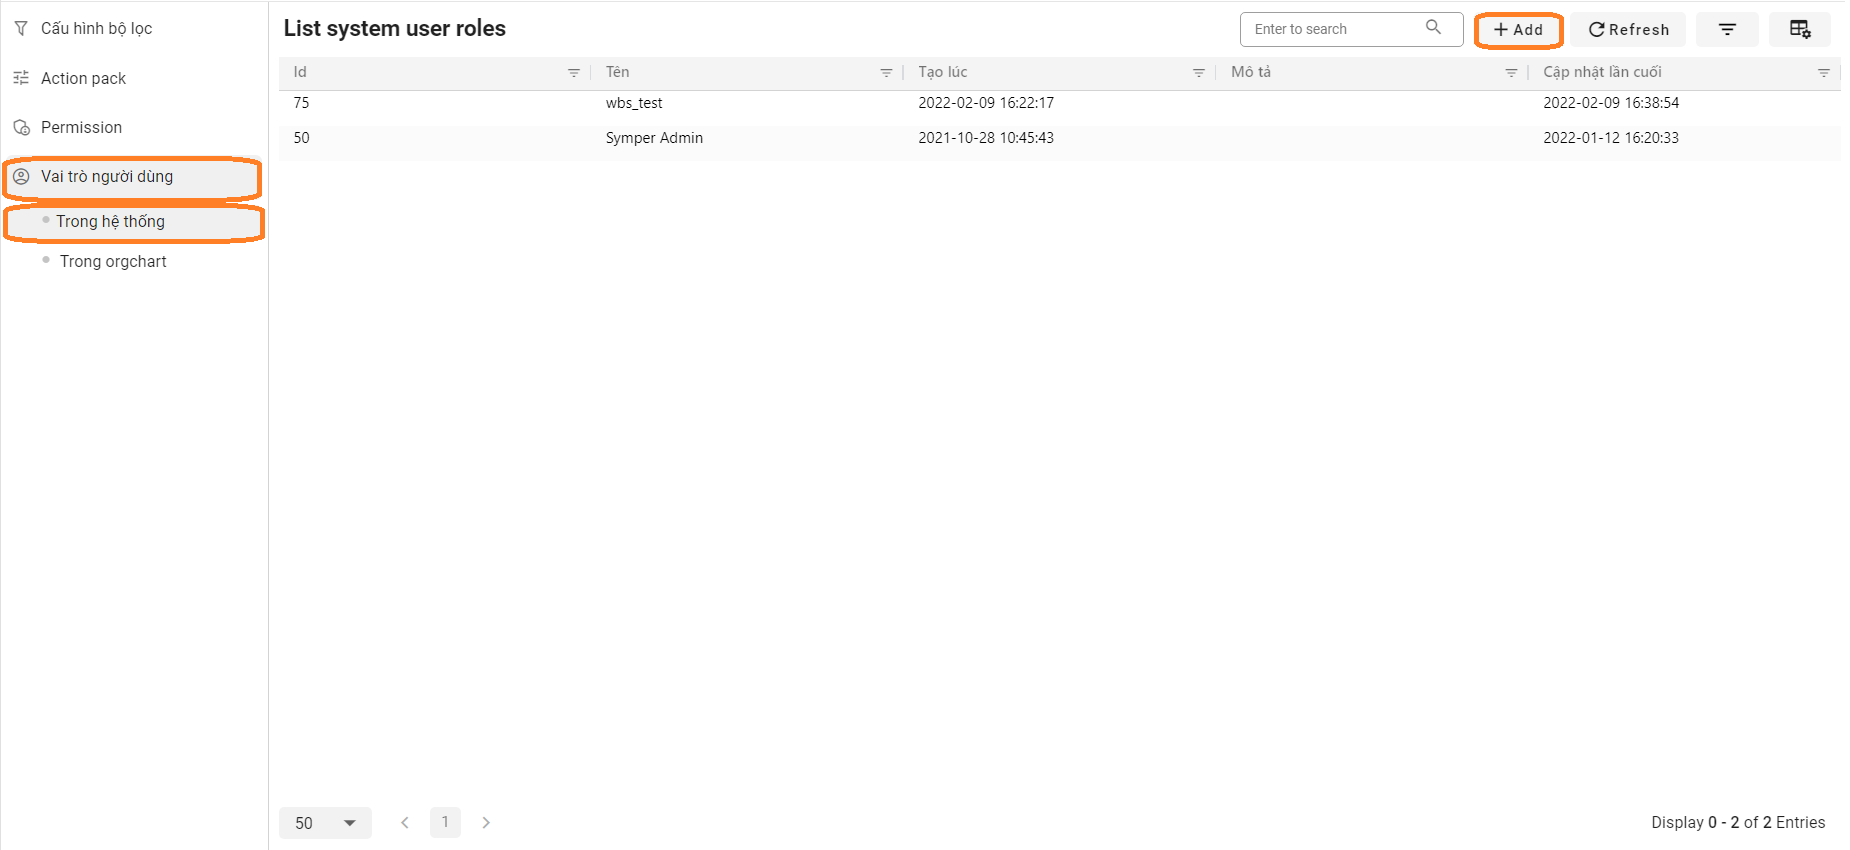 Cấu hình bộ lọc
Action pack
Permission
Vai trò người dùng
Trong hệ thống
Trong orgchart
List system user roles
Enter to search
Add
Refresh
Id Tên Tạo lúc Mô tả Cập nhật lần cuối
75 wbs_test 2022-02-09 16:22:17 2022-02-09 16:38:54
50 Symper Admin 2021-10-28 10:45:43 2022-01-12 16:20:33
50 1 Display 0 - 2 of 2 Entries